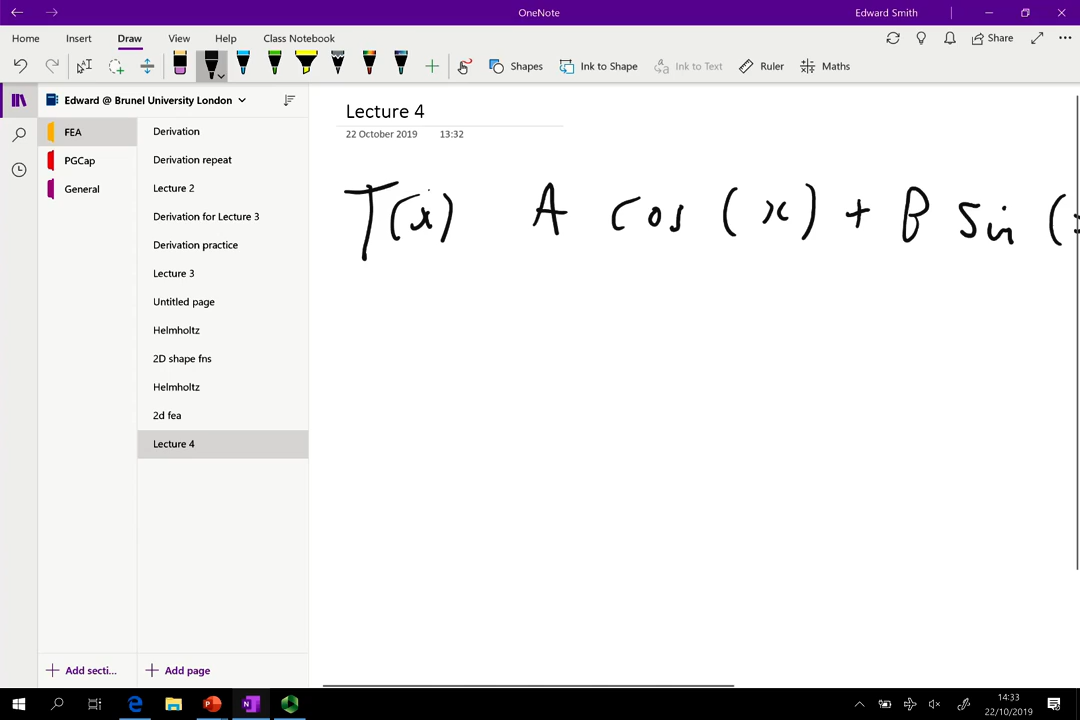 OneNote
Edward Smith
Home Insert Draw View Help Class Notebook
Share
Shapes Ink to Shape Ink to Text Ruler Maths
Edward @ Brunel University London
FEA
PGCap
General
Derivation
Derivation repeat
Lecture 2
Derivation for Lecture 3
Derivation practice
Lecture 3
Untitled page
Helmholtz
2D shape fns
Helmholtz
2d fea
Lecture 4
Add secti...
Add page
Lecture 4
22 October 2019 13:32
T(x) A cos (x) + B sin (
14:33
22/10/2019